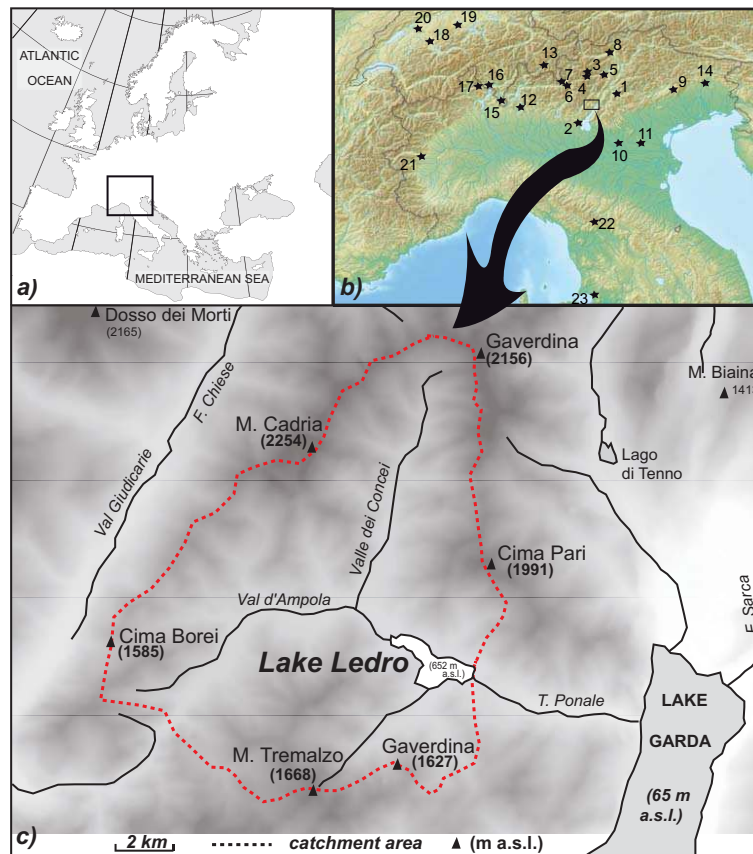 ATLANTIC
OCEAN
MEDITERRANEAN SEA
a)
20
19
18
13
8
3
17
16
7
4
5
6
1
9
14
15
12
2
10
11
21
22
23
b)
Dosso dei Morti
(2165)
F. Chiese
Val Giudicarie
Gaverdina
(2156)
M. Biaina
M. Cadria
(2254)
Lago
di Tenno
Valle dei Concei
Cima Pari
(1991)
Val d'Ampola
F. Sarca
Cima Borei
(1585)
Lake Ledro
(652 m
a.s.l.)
T. Ponale
LAKE
GARDA
(65 m
a.s.l.)
M. Tremalzo
(1668)
Gaverdina
(1627)
c)
2 km
catchment area
(m a.s.l.)